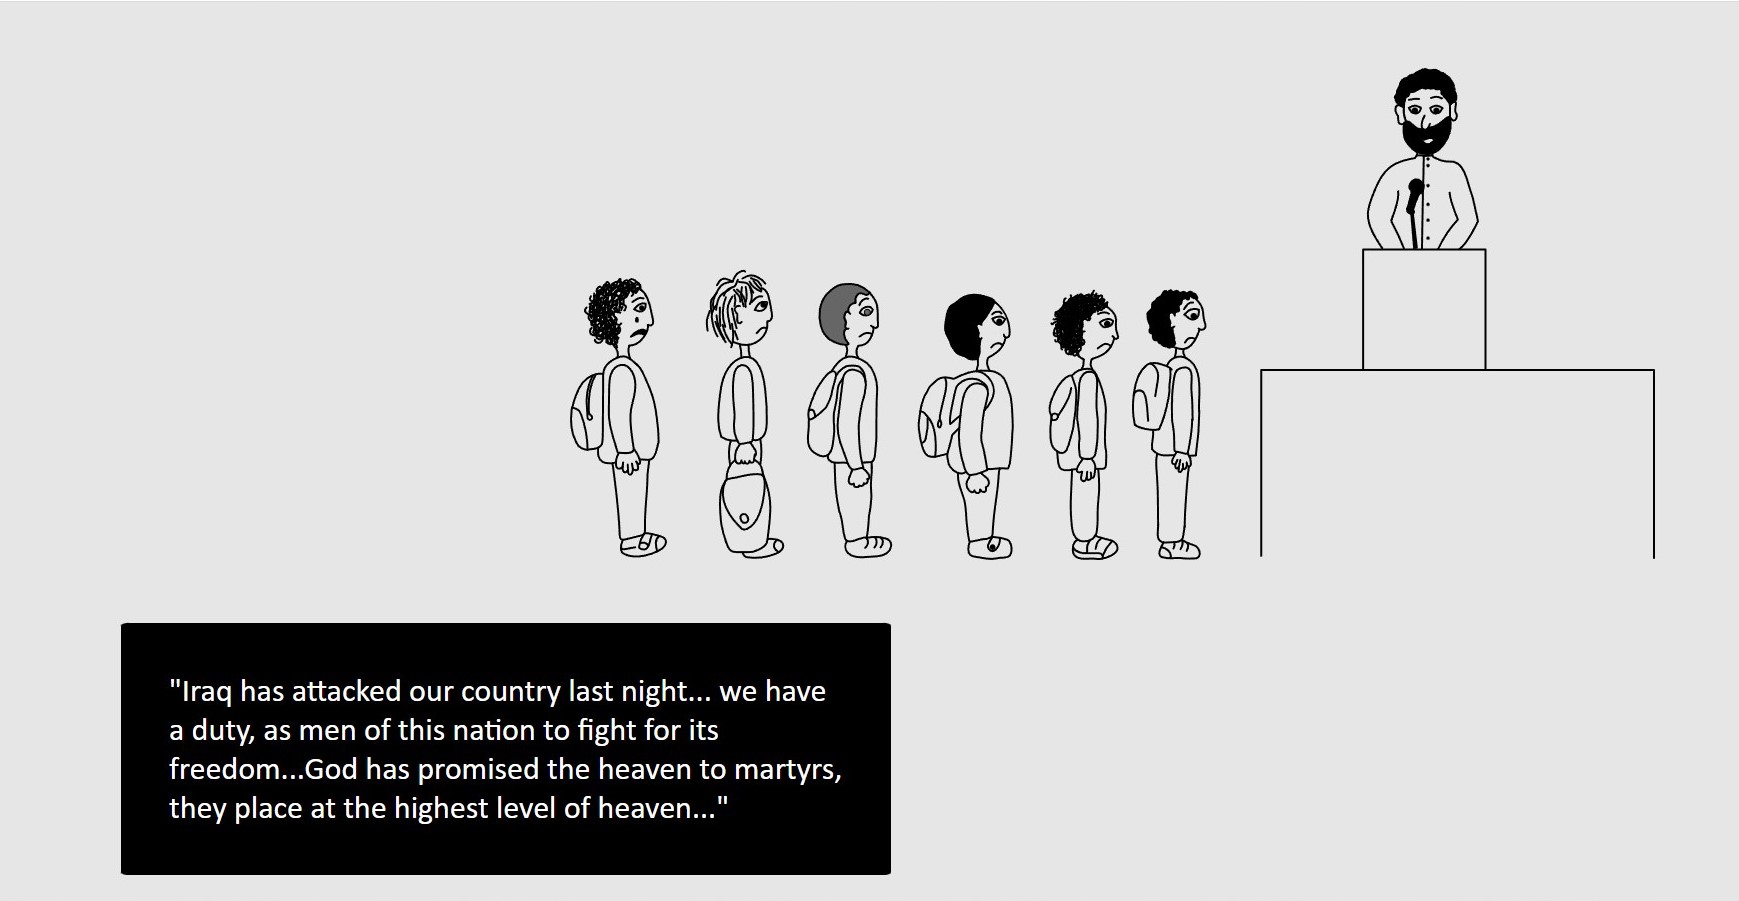 "Iraq has attacked our country last night... we have
a duty, as men of this nation to fight for its
freedom...God has promised the heaven to martyrs,
they place at the highest level of heaven..."